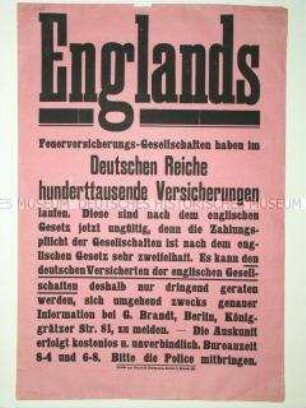 Englands
Feuerversicherungs-Gesellschaften haben im
Deutschen Reiche
hunderttausende Versicherungen
laufen. Diese sind nach dem englischen
Gesetz jetzt ungültig, denn die Zahlungs-
pflicht der Gesellschaften ist nach dem eng-
lischen Gesetz sehr zweifelhaft. Es kann den
deutschen Versicherten der englischen Gesell-
schaften deshalb nur dringend geraten
werden, sich umgehend zwecks genauer
Information bei G. Brandt, Berlin, König-
grätzer Str. 81, zu melden. — Die Auskunft
erfolgt kostenlos u. unverbindlich. Bureauzeit
8-4 und 6-8. Bitte die Police mitbringen.
DEUTSCHES HISTORISCHES MUSEUM